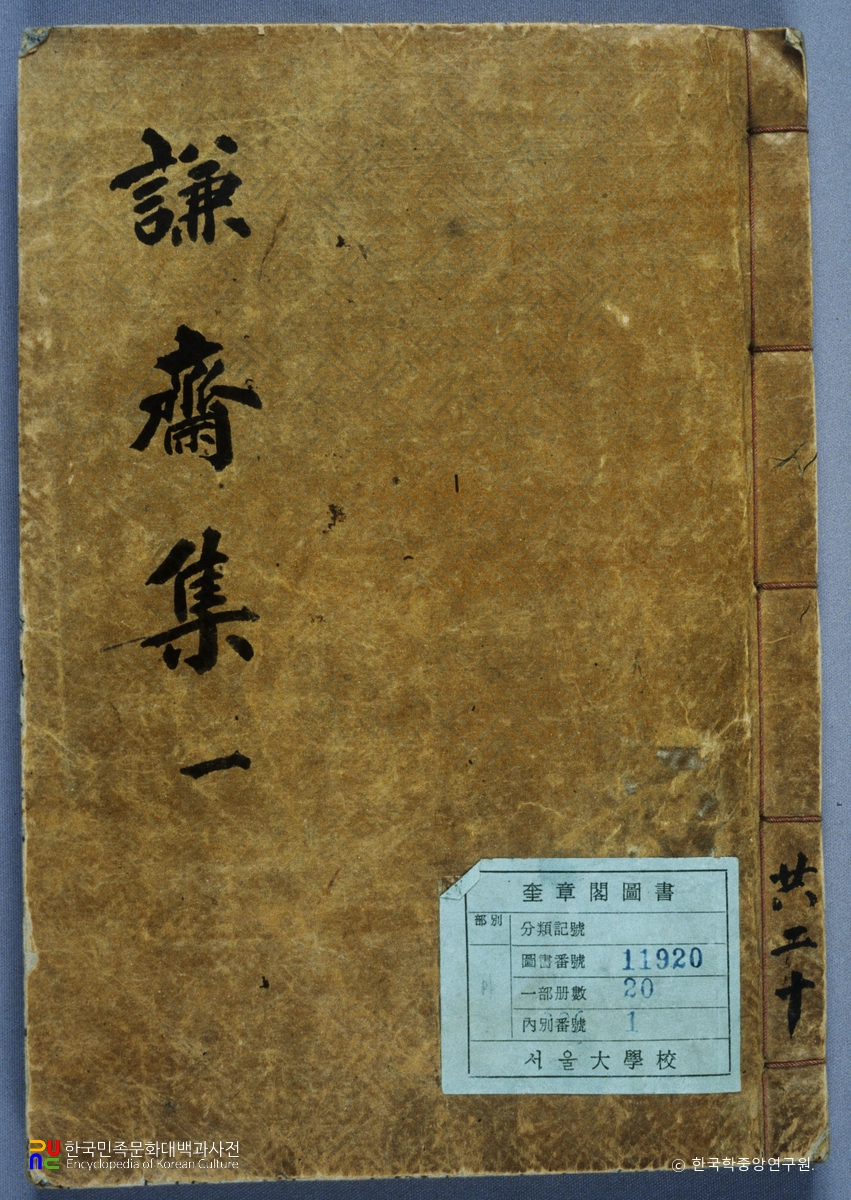 謙齋集 一
共二十
奎章閣圖書
部別
分類記號
圖書番號 11920
一部册數 20
內別番號 1
서울大學校
한국민족문화대백과사전
Encyclopedia of Korean Culture
© 한국학중앙연구원.